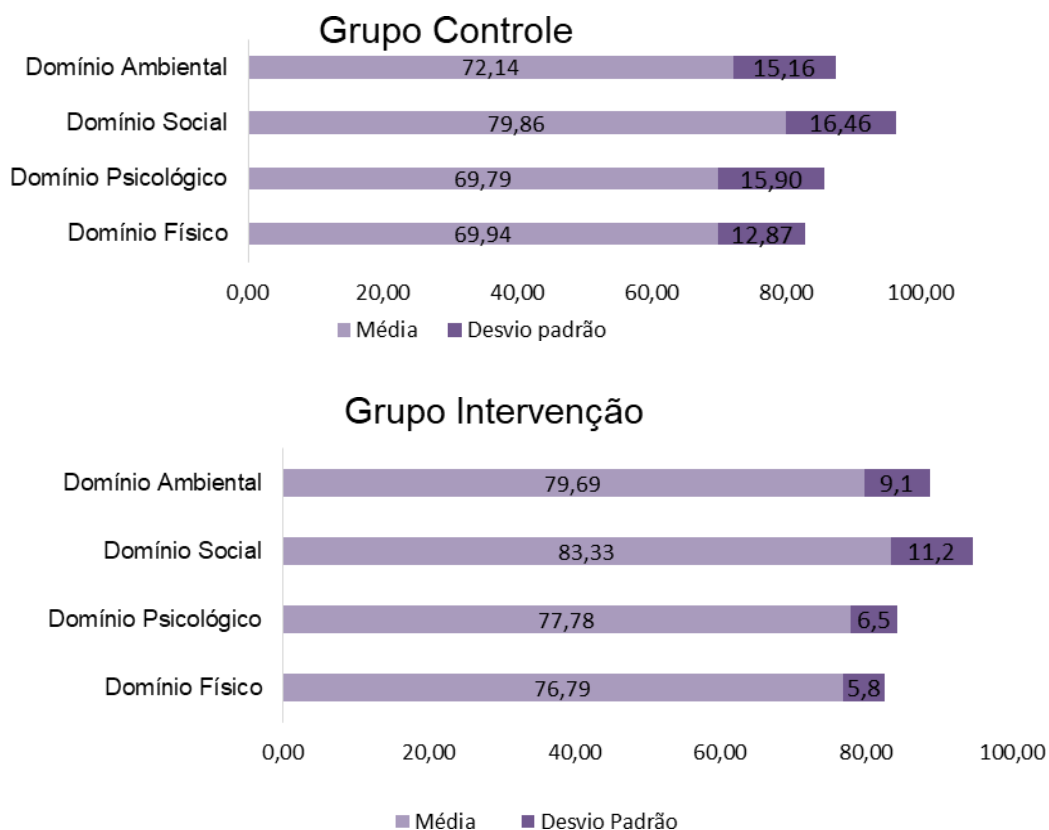 Grupo Controle
Domínio Ambiental 72,14 15,16
Domínio Social 79,86 16,46
Domínio Psicológico 69,79 15,90
Domínio Físico 69,94 12,87
0,00 20,00 40,00 60,00 80,00 100,00
Média Desvio padrão
Grupo Intervenção
Domínio Ambiental 79,69 9,1
Domínio Social 83,33 11,2
Domínio Psicológico 77,78 6,5
Domínio Físico 76,79 5,8
0,00 20,00 40,00 60,00 80,00 100,00
Média Desvio Padrão